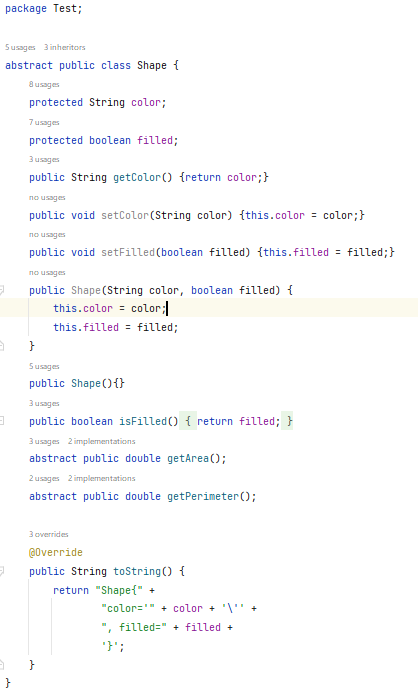 package Test;
5 usages 3 inheritors
abstract public class Shape {
8 usages
protected String color;
7 usages
protected boolean filled;
3 usages
public String getColor() {return color;}
no usages
public void setColor(String color) {this.color = color;}
no usages
public void setFilled(boolean filled) {this.filled = filled;}
no usages
public Shape(String color, boolean filled) {
this.color = color;
this.filled = filled;
}
5 usages
public Shape(){}
3 usages
public boolean isFilled() { return filled; }
3 usages 2 implementations
abstract public double getArea();
2 usages 2 implementations
abstract public double getPerimeter();
3 overrides
@Override
public String toString() {
return "Shape{" +
"color='" + color + '\'' +
", filled=" + filled +
'}';
}
}